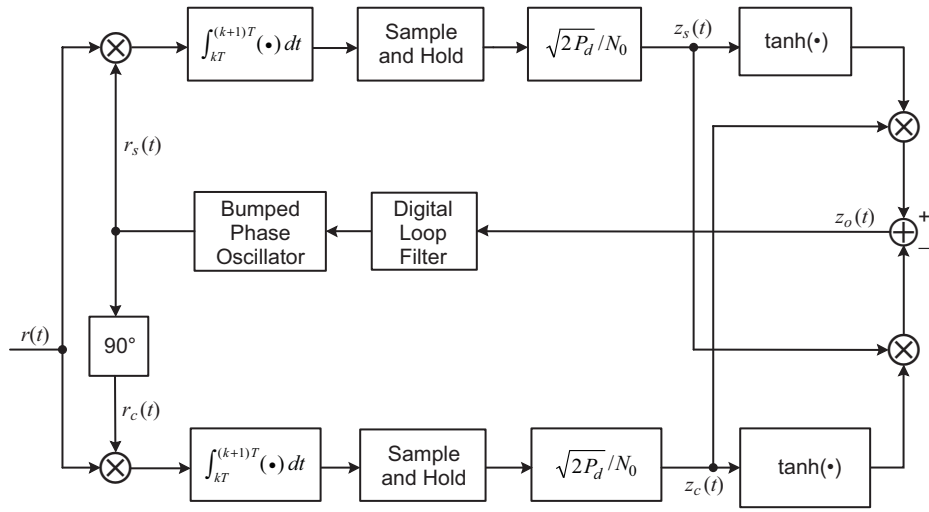 ∫_{kT}^{(k+1)T}(•) dt
Sample
and Hold
√2P_d/N_0
z_s(t)
tanh(•)
r_s(t)
Bumped
Phase
Oscillator
Digital
Loop
Filter
z_o(t)
+
−
r(t)
90°
r_c(t)
∫_{kT}^{(k+1)T}(•) dt
Sample
and Hold
√2P_d/N_0
z_c(t)
tanh(•)